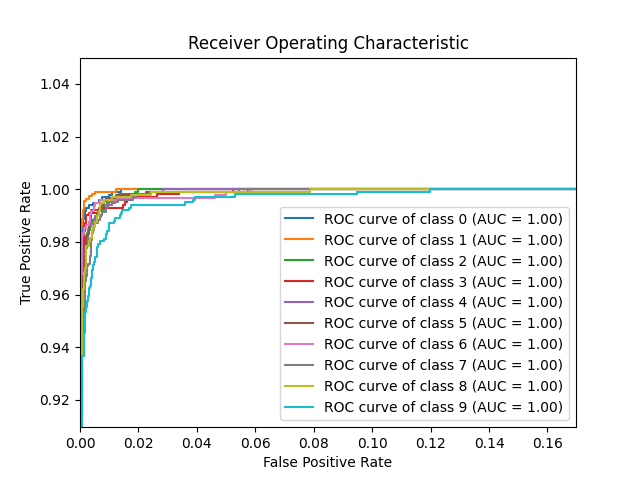 Receiver Operating Characteristic
True Positive Rate
1.04
1.02
1.00
0.98
0.96
0.94
0.92
ROC curve of class 0 (AUC = 1.00)
ROC curve of class 1 (AUC = 1.00)
ROC curve of class 2 (AUC = 1.00)
ROC curve of class 3 (AUC = 1.00)
ROC curve of class 4 (AUC = 1.00)
ROC curve of class 5 (AUC = 1.00)
ROC curve of class 6 (AUC = 1.00)
ROC curve of class 7 (AUC = 1.00)
ROC curve of class 8 (AUC = 1.00)
ROC curve of class 9 (AUC = 1.00)
0.00 0.02 0.04 0.06 0.08 0.10 0.12 0.14 0.16
False Positive Rate